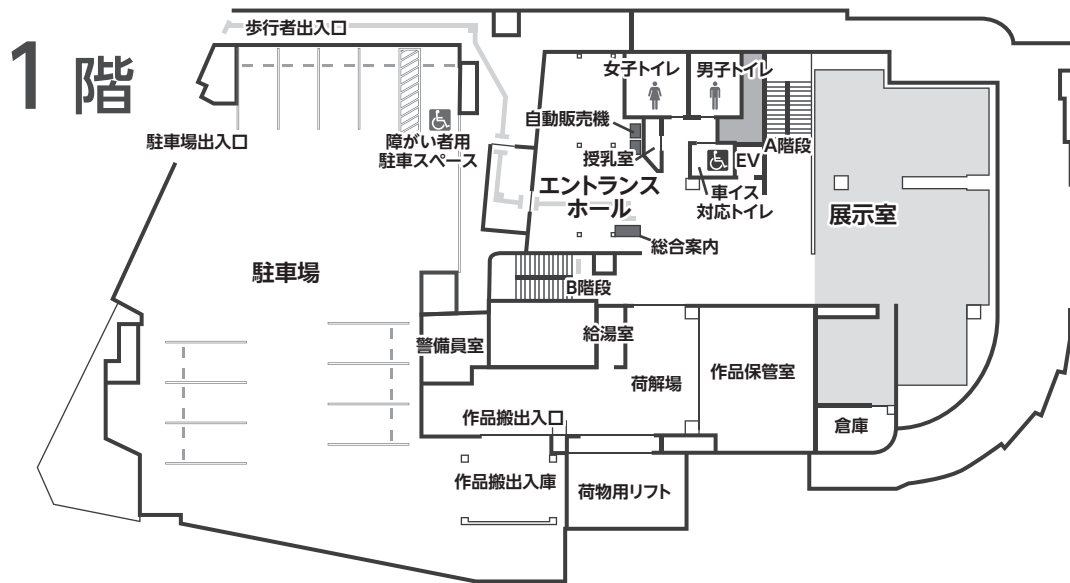 1階
歩行者出入口
女子トイレ
男子トイレ
自動販売機
駐車場出入口
障がい者用
駐車スペース
授乳室
EV
A階段
エントランス
ホール
車イス
対応トイレ
展示室
総合案内
駐車場
B階段
警備員室
給湯室
荷解場
作品保管室
作品搬出入口
倉庫
作品搬出入庫
荷物用リフト